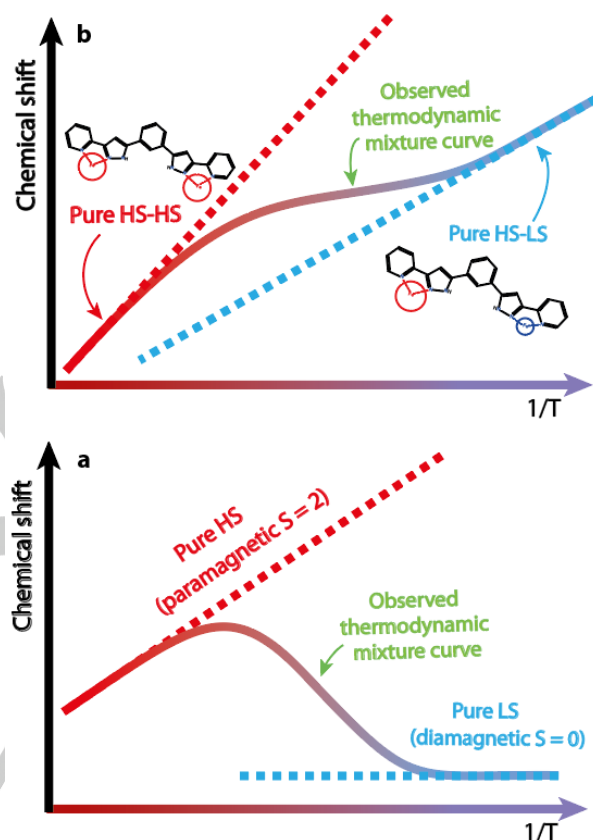 b
Chemical shift
Observed
thermodynamic
mixture curve
Pure HS-HS
Pure HS-LS
1/T
a
Chemical shift
Pure HS
(paramagnetic S = 2)
Observed
thermodynamic
mixture curve
Pure LS
(diamagnetic S = 0)
1/T